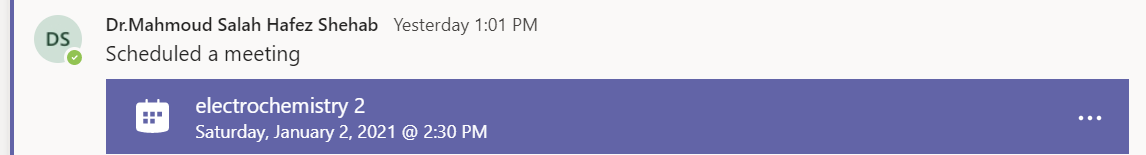 DS
Dr.Mahmoud Salah Hafez Shehab Yesterday 1:01 PM
Scheduled a meeting
electrochemistry 2
Saturday, January 2, 2021 @ 2:30 PM